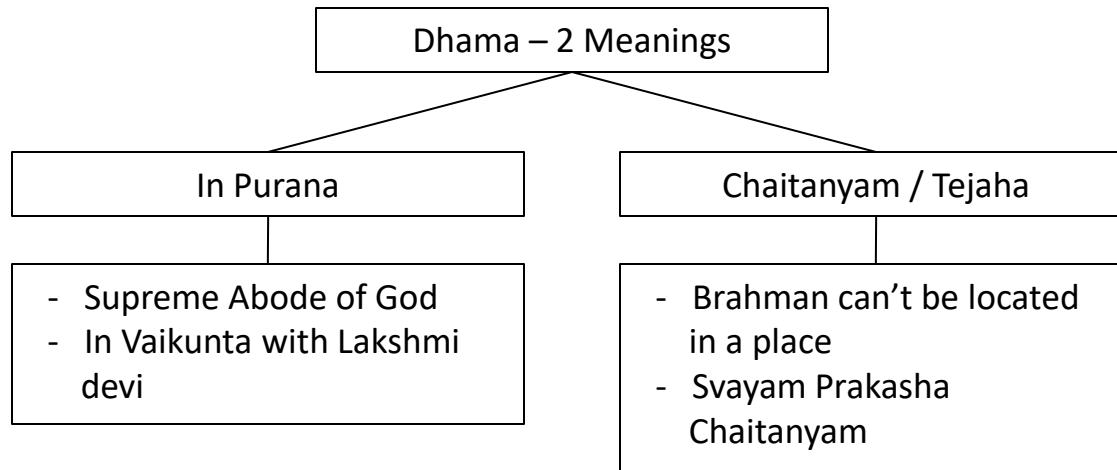 Dhama – 2 Meanings
In Purana
Chaitanyam / Tejaha
- Supreme Abode of God
- In Vaikunta with Lakshmi
devi
- Brahman can’t be located
in a place
- Svayam Prakasha
Chaitanyam